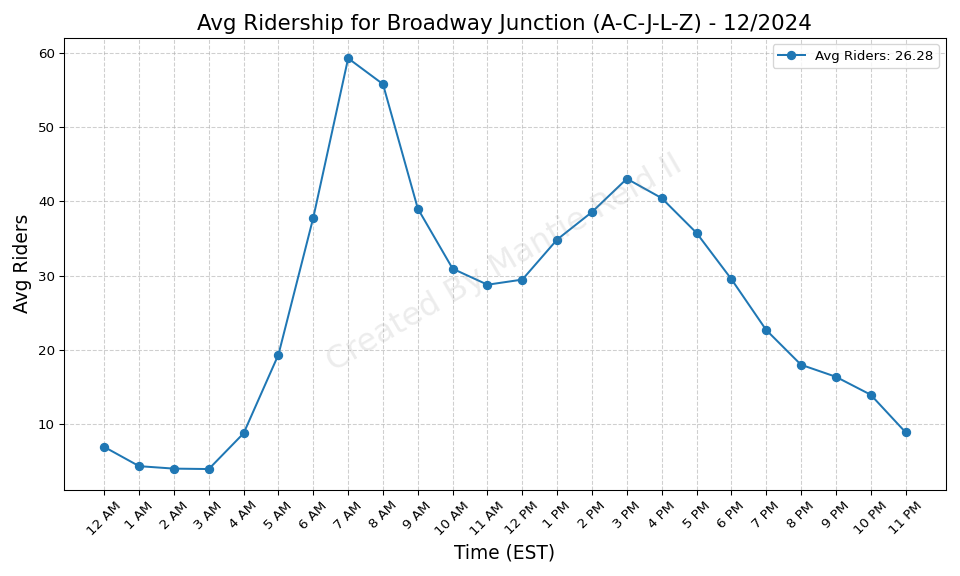 Avg Ridership for Broadway Junction (A-C-J-L-Z) - 12/2024
Avg Riders: 26.28
60
50
40
30
20
10
Avg Riders
Created By Mantie Reid II
12 AM
1 AM
2 AM
3 AM
4 AM
5 AM
6 AM
7 AM
8 AM
9 AM
10 AM
11 AM
12 PM
1 PM
2 PM
3 PM
4 PM
5 PM
6 PM
7 PM
8 PM
9 PM
10 PM
11 PM
Time (EST)